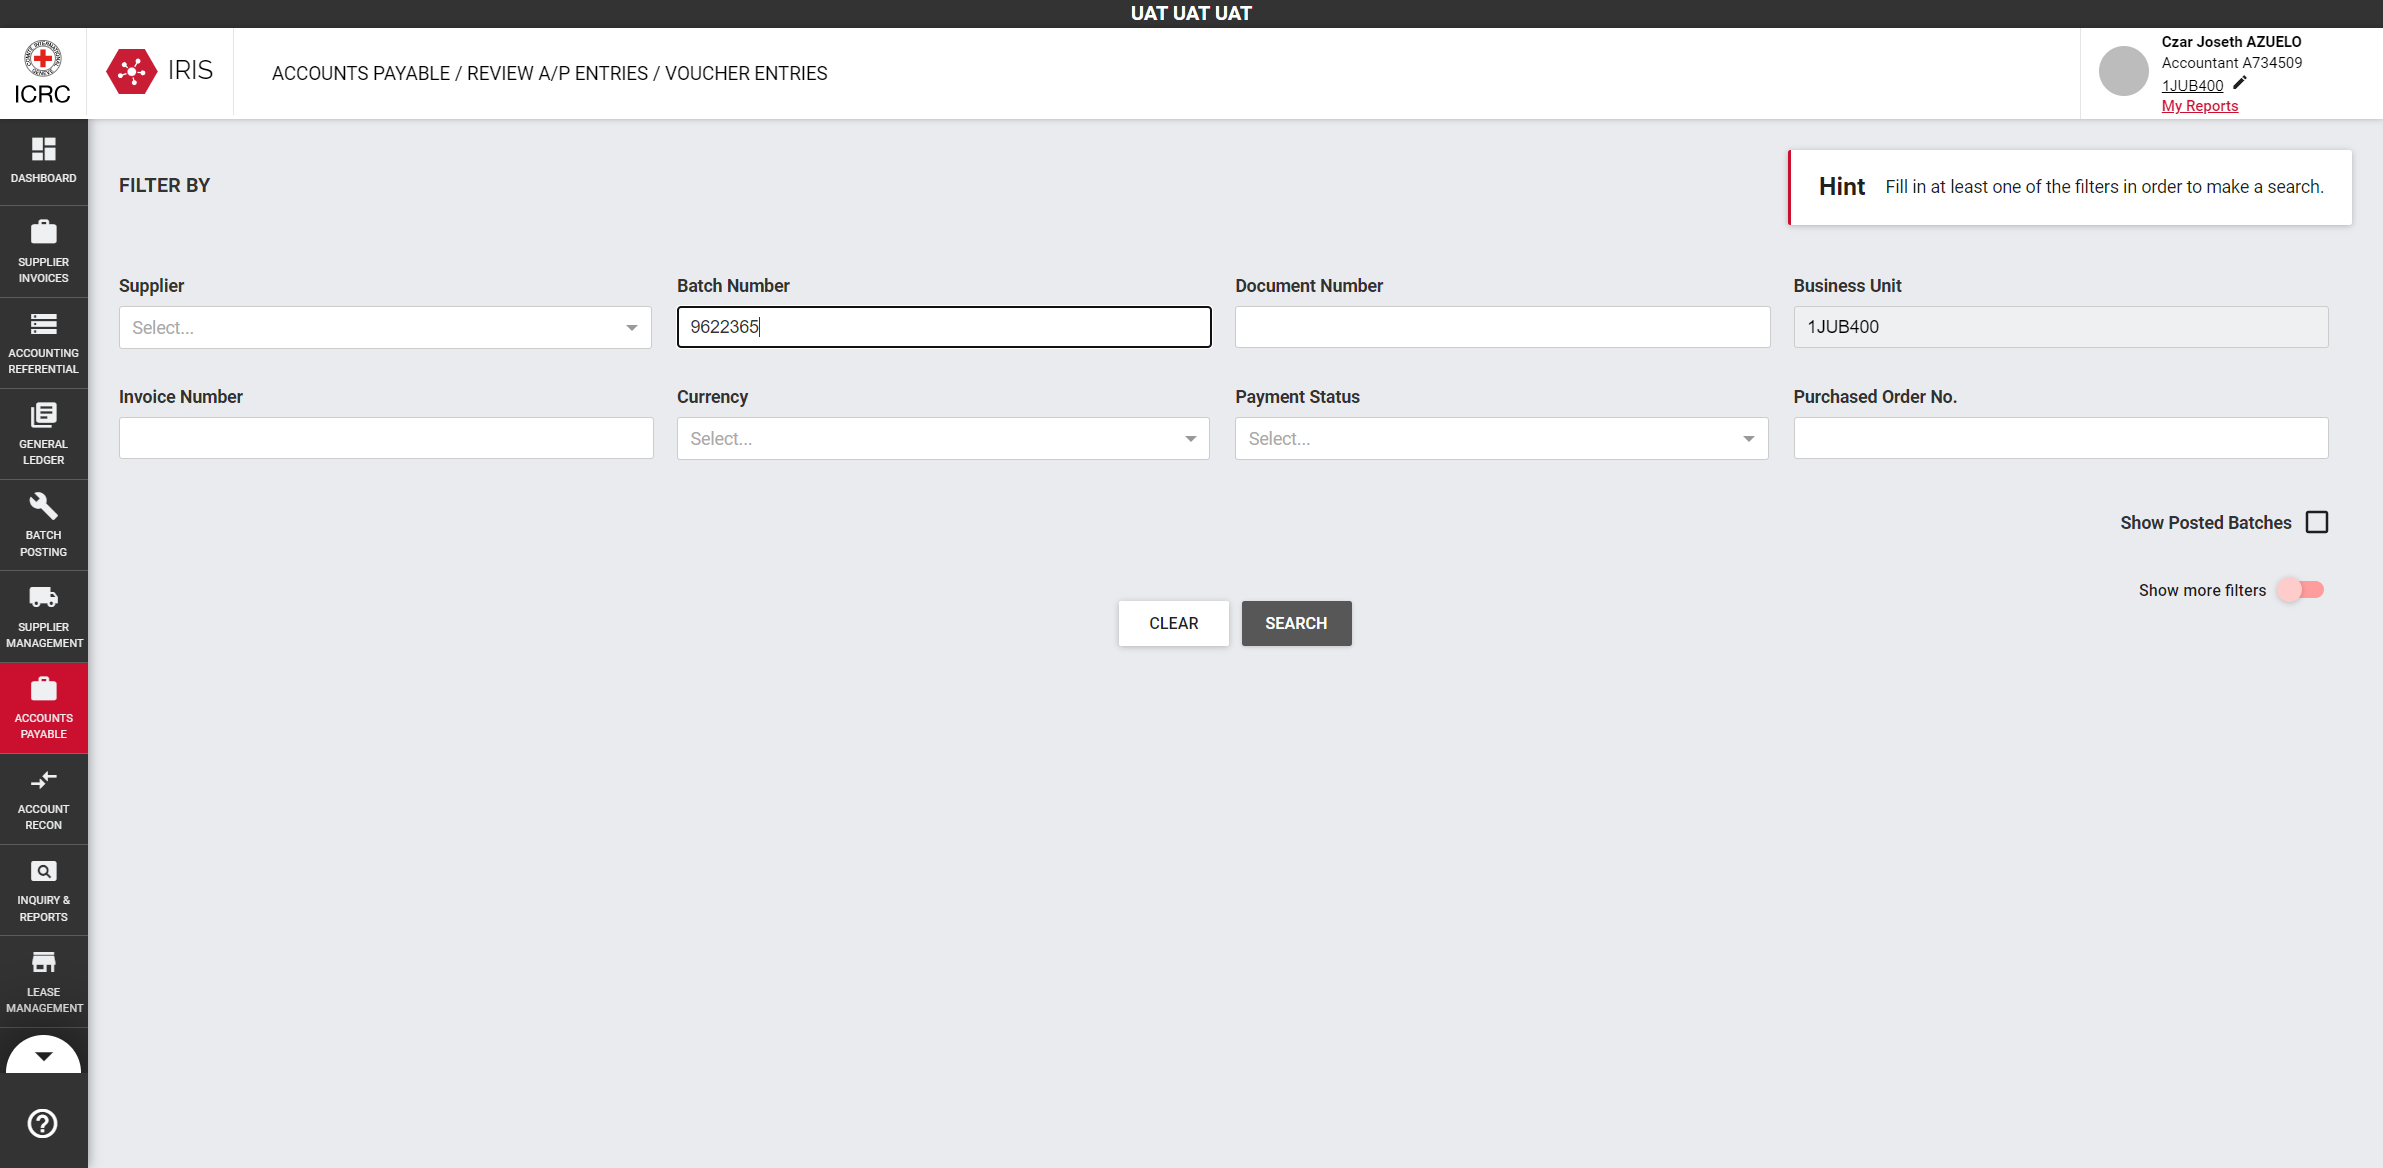 UAT UAT UAT
COMITE INTERNATIONAL GENEVE
ICRC
IRIS
ACCOUNTS PAYABLE / REVIEW A/P ENTRIES / VOUCHER ENTRIES
Czar Joseth AZUELO
Accountant A734509
1JUB400
My Reports
DASHBOARD
SUPPLIER
INVOICES
ACCOUNTING
REFERENTIAL
GENERAL
LEDGER
BATCH
POSTING
SUPPLIER
MANAGEMENT
ACCOUNTS
PAYABLE
ACCOUNT
RECON
INQUIRY &
REPORTS
LEASE
MANAGEMENT
FILTER BY
Hint Fill in at least one of the filters in order to make a search.
Supplier
Select...
Batch Number
9622365
Document Number
Business Unit
1JUB400
Invoice Number
Currency
Select...
Payment Status
Select...
Purchased Order No.
Show Posted Batches
Show more filters
CLEAR
SEARCH